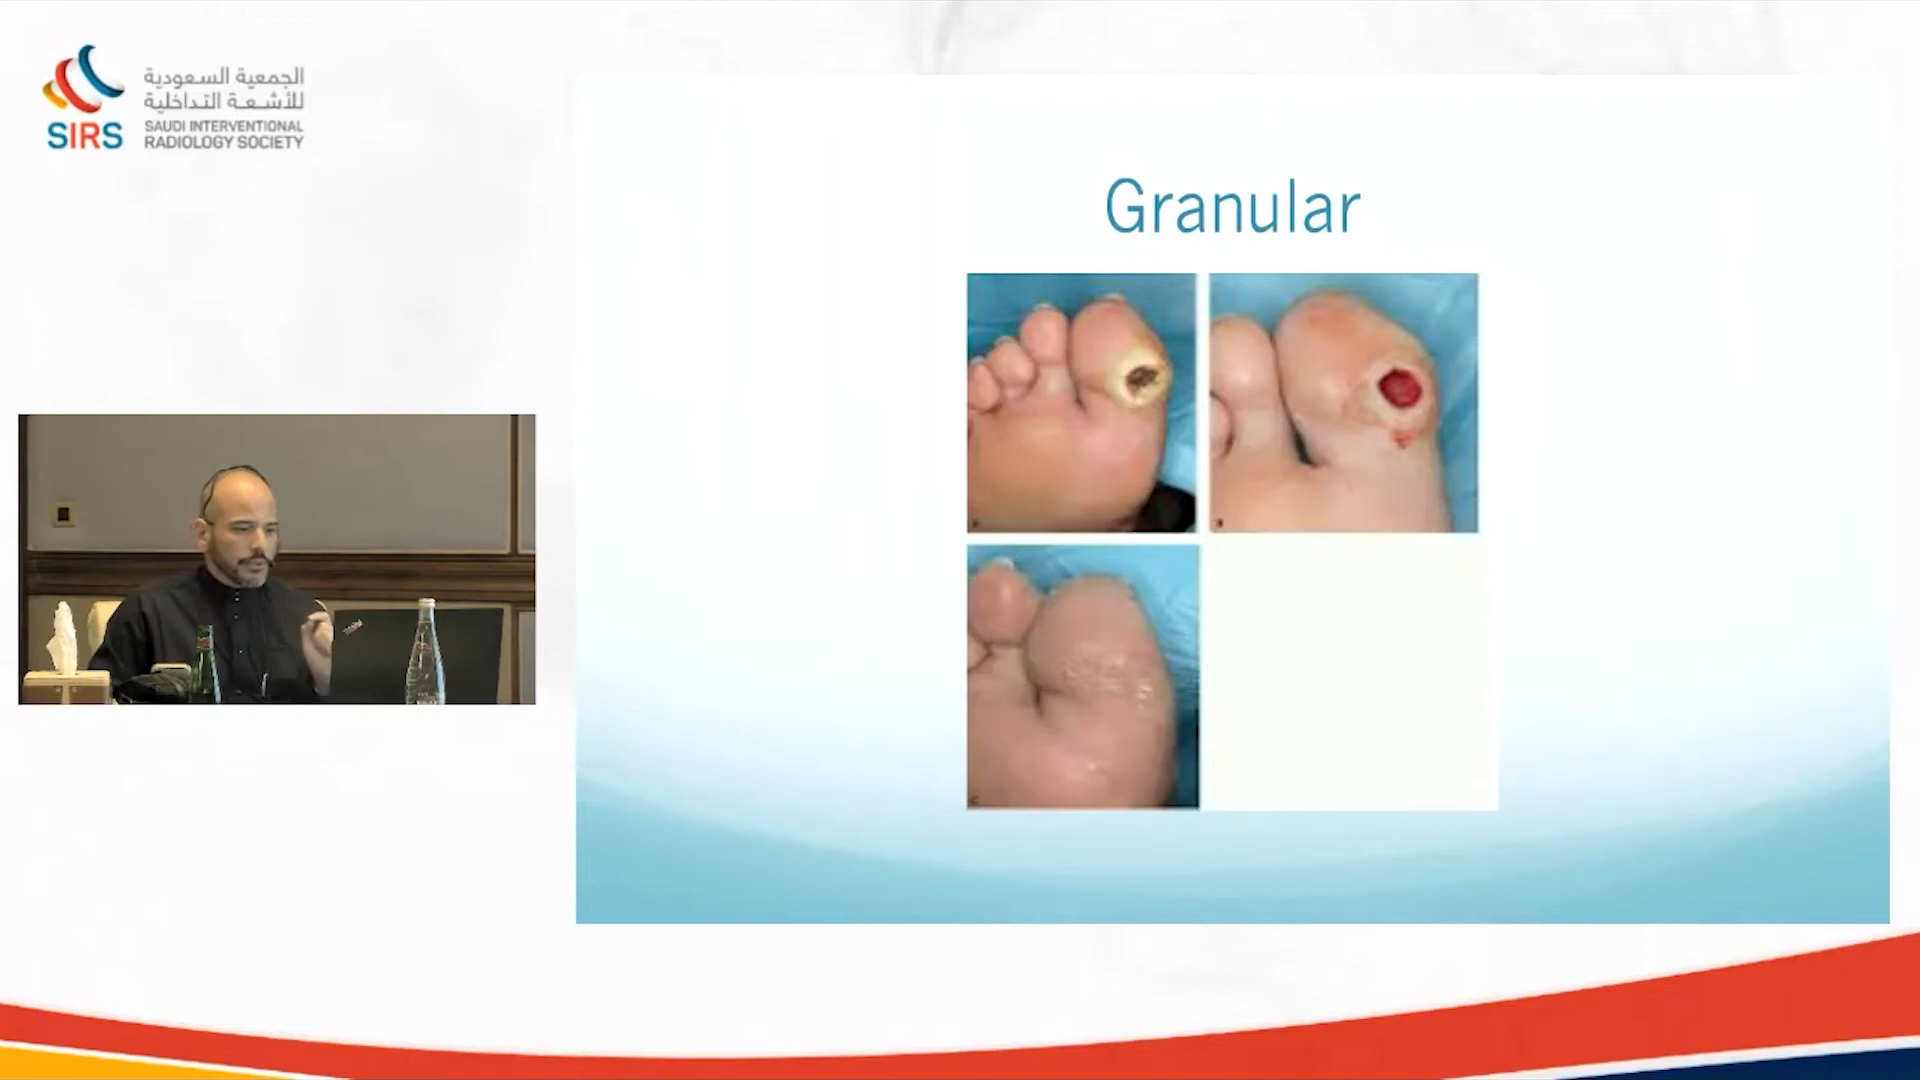 الجمعية السعودية
للأشعة التداخلية
SIRS
SAUDI INTERVENTIONAL
RADIOLOGY SOCIETY
Granular